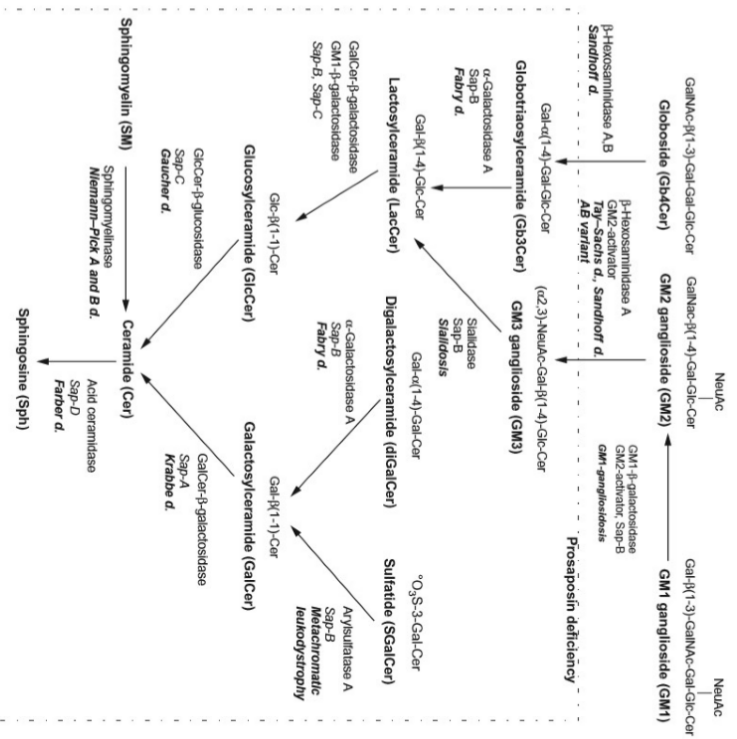 NeuAc
NeuAc
GalNAc-β(1-3)-Gal-Gal-Glc-Cer
Globoside (Gb4Cer)
GalNac-β(1-4)-Gal-Glc-Cer
GM2 ganglioside (GM2)
Gal-β(1-3)-GalNAc-Gal-Glc-Cer
GM1 ganglioside (GM1)
GM1-β-galactosidase
GM2-activator, Sap-B
GM1-gangliosidosis
β-Hexosaminidase A,B
Sandhoff d.
β-Hexosaminidase A
GM2-activator
Tay–Sachs d., Sandhoff d.
AB variant
Prosaposin deficiency
Gal-α(1-4)-Gal-Glc-Cer
Globotriaosylceramide (Gb3Cer)
(α2,3)-NeuAc-Gal-β(1-4)-Glc-Cer
GM3 ganglioside (GM3)
α-Galactosidase A
Sap-B
Fabry d.
Sialidase
Sap-B
Sialidosis
Gal-β(1-4)-Glc-Cer
Lactosylceramide (LacCer)
Gal-α(1-4)-Gal-Cer
Digalactosylceramide (diGalCer)
°O3S-3-Gal-Cer
Sulfatide (SGalCer)
GalCer-β-galactosidase
GM1-β-galactosidase
Sap-B, Sap-C
α-Galactosidase A
Sap-B
Fabry d.
Arylsulfatase A
Sap-B
Metachromatic
leukodystrophy
Glc-β(1-1)-Cer
Glucosylceramide (GlcCer)
Gal-β(1-1)-Cer
Galactosylceramide (GalCer)
GlcCer-β-glucosidase
Sap-C
Gaucher d.
GalCer-β-galactosidase
Sap-A
Krabbe d.
Sphingomyelin (SM)
Sphingomyelinase
Niemann–Pick A and B d.
Ceramide (Cer)
Acid ceramidase
Sap-D
Farber d.
Sphingosine (Sph)